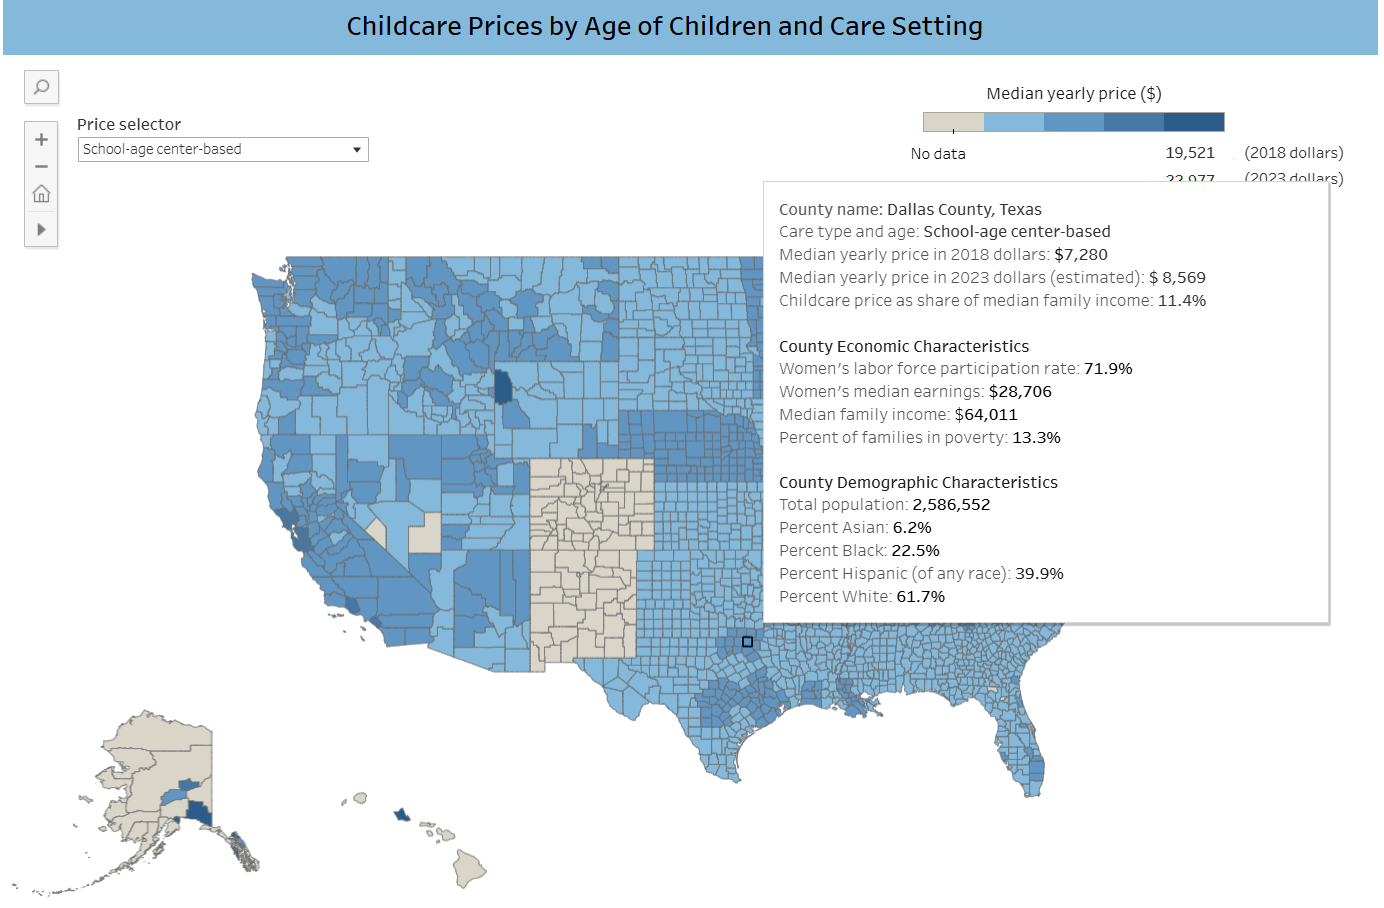 Childcare Prices by Age of Children and Care Setting
Median yearly price ($)
Price selector
School-age center-based
No data
19,521 (2018 dollars)
22,977 (2023 dollars)
County name: Dallas County, Texas
Care type and age: School-age center-based
Median yearly price in 2018 dollars: $7,280
Median yearly price in 2023 dollars (estimated): $ 8,569
Childcare price as share of median family income: 11.4%
County Economic Characteristics
Women’s labor force participation rate: 71.9%
Women’s median earnings: $28,706
Median family income: $64,011
Percent of families in poverty: 13.3%
County Demographic Characteristics
Total population: 2,586,552
Percent Asian: 6.2%
Percent Black: 22.5%
Percent Hispanic (of any race): 39.9%
Percent White: 61.7%